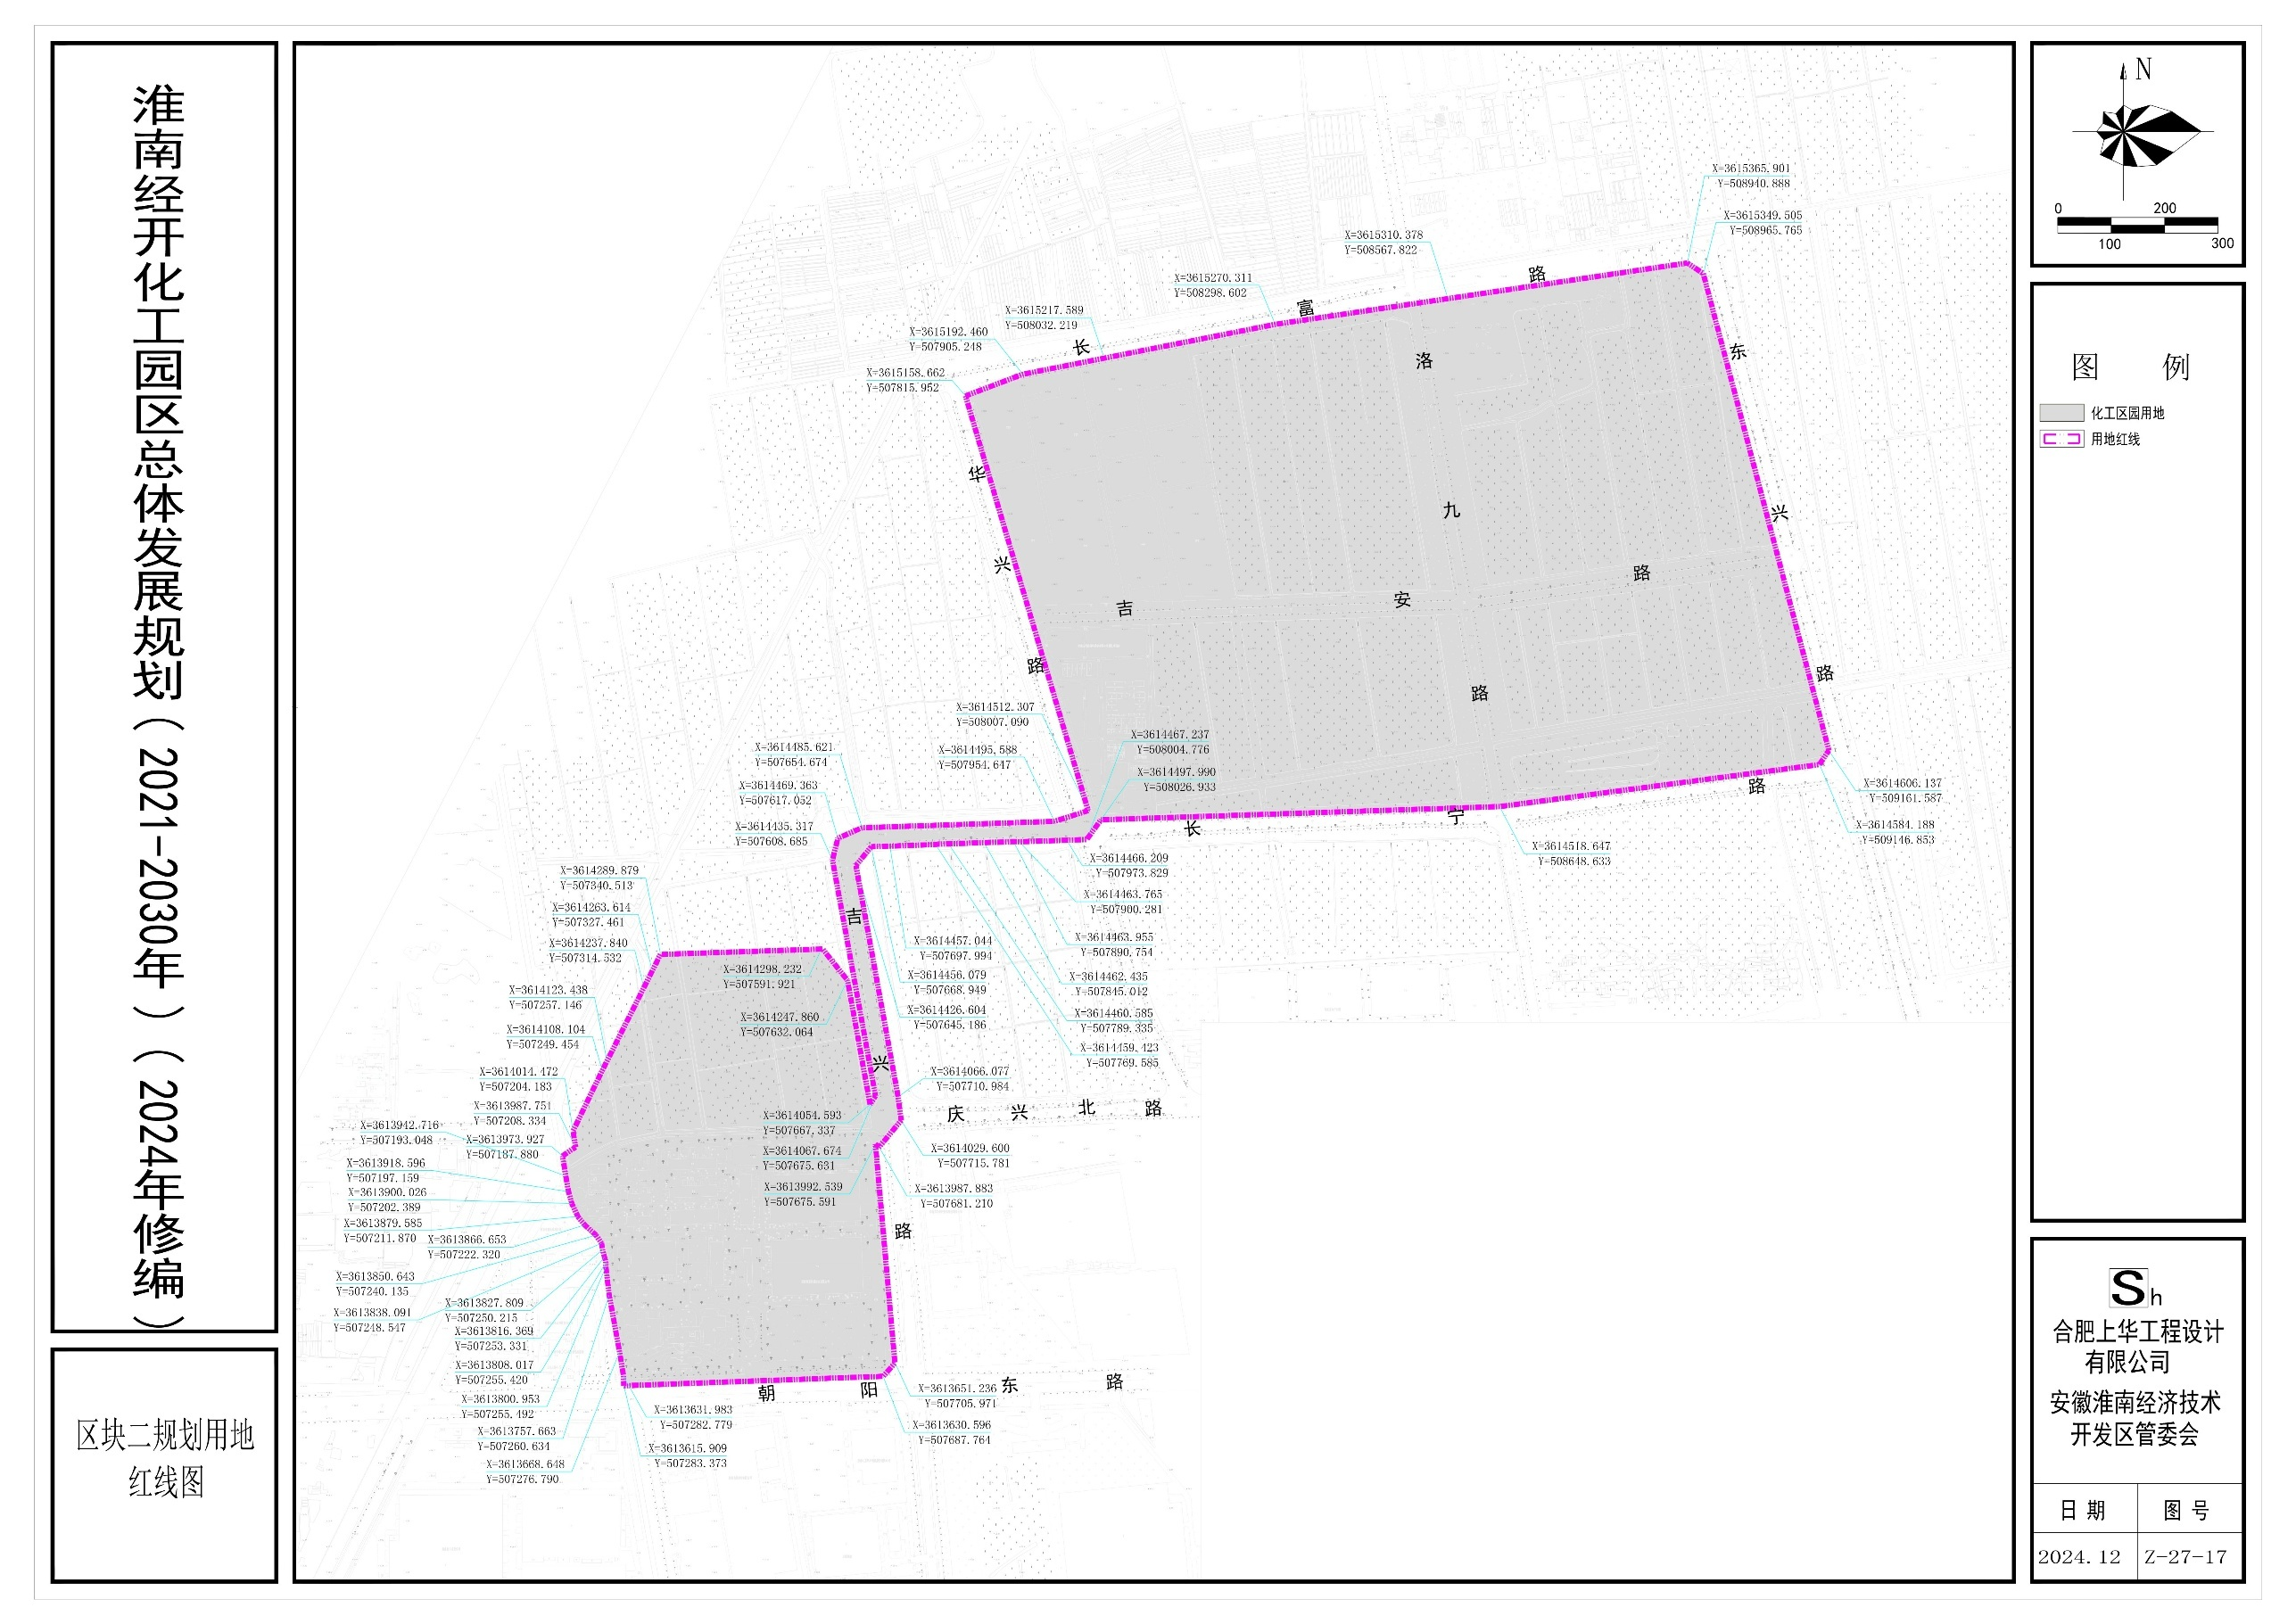 淮南经开化工园区总体发展规划(2021-2030年)(2024年修编)
区块二规划用地
红线图
X=3615365.901
Y=508940.888
X=3615349.505
Y=508965.765
X=3615310.378
Y=508567.822
X=3615270.311
Y=508298.602
X=3615217.589
Y=508032.219
X=3615192.460
Y=507905.248
X=3615158.662
Y=507815.952
长富路
洛九路
东兴路
华兴路
吉安路
X=3614512.307
Y=508007.090
X=3614495.588
Y=507954.647
X=3614467.237
Y=508004.776
X=3614497.990
Y=508026.933
X=3614485.621
Y=507654.674
X=3614469.363
Y=507617.052
X=3614435.317
Y=507608.685
X=3614606.137
Y=509161.587
X=3614584.188
Y=509146.853
X=3614518.647
Y=508648.633
长宁路
X=3614466.209
Y=507973.829
X=3614463.765
Y=507900.281
X=3614463.955
Y=507890.754
X=3614462.435
Y=507845.012
X=3614460.585
Y=507789.335
X=3614459.423
Y=507769.585
X=3614457.044
Y=507697.994
X=3614456.079
Y=507668.949
X=3614426.604
Y=507645.186
X=3614289.879
Y=507340.513
X=3614263.614
Y=507327.461
X=3614237.840
Y=507314.532
X=3614123.438
Y=507257.146
X=3614108.104
Y=507249.454
X=3614014.472
Y=507204.183
X=3613987.751
Y=507208.334
X=3613973.927
Y=507187.880
X=3613942.716
Y=507193.048
X=3613918.596
Y=507197.159
X=3613900.026
Y=507202.389
X=3613879.585
Y=507211.870
X=3613866.653
Y=507222.320
X=3613850.643
Y=507240.135
X=3613838.091
Y=507248.547
X=3613827.809
Y=507250.215
X=3613816.369
Y=507253.331
X=3613808.017
Y=507255.420
X=3613800.953
Y=507255.492
X=3613757.663
Y=507260.634
X=3613668.648
Y=507276.790
X=3614298.232
Y=507591.921
X=3614247.860
Y=507632.064
X=3614066.077
Y=507710.984
X=3614054.593
Y=507667.337
X=3614067.674
Y=507675.631
X=3613992.539
Y=507675.591
X=3614029.600
Y=507715.781
X=3613987.883
Y=507681.210
吉兴路
庆兴北路
X=3613651.236
Y=507705.971
X=3613630.596
Y=507687.764
X=3613631.983
Y=507282.779
X=3613615.909
Y=507283.373
朝阳东路
N
0 200
100 300
图 例
化工区园用地
用地红线
Sh
合肥上华工程设计
有限公司
安徽淮南经济技术
开发区管委会
日 期 图 号
2024.12 Z-27-17